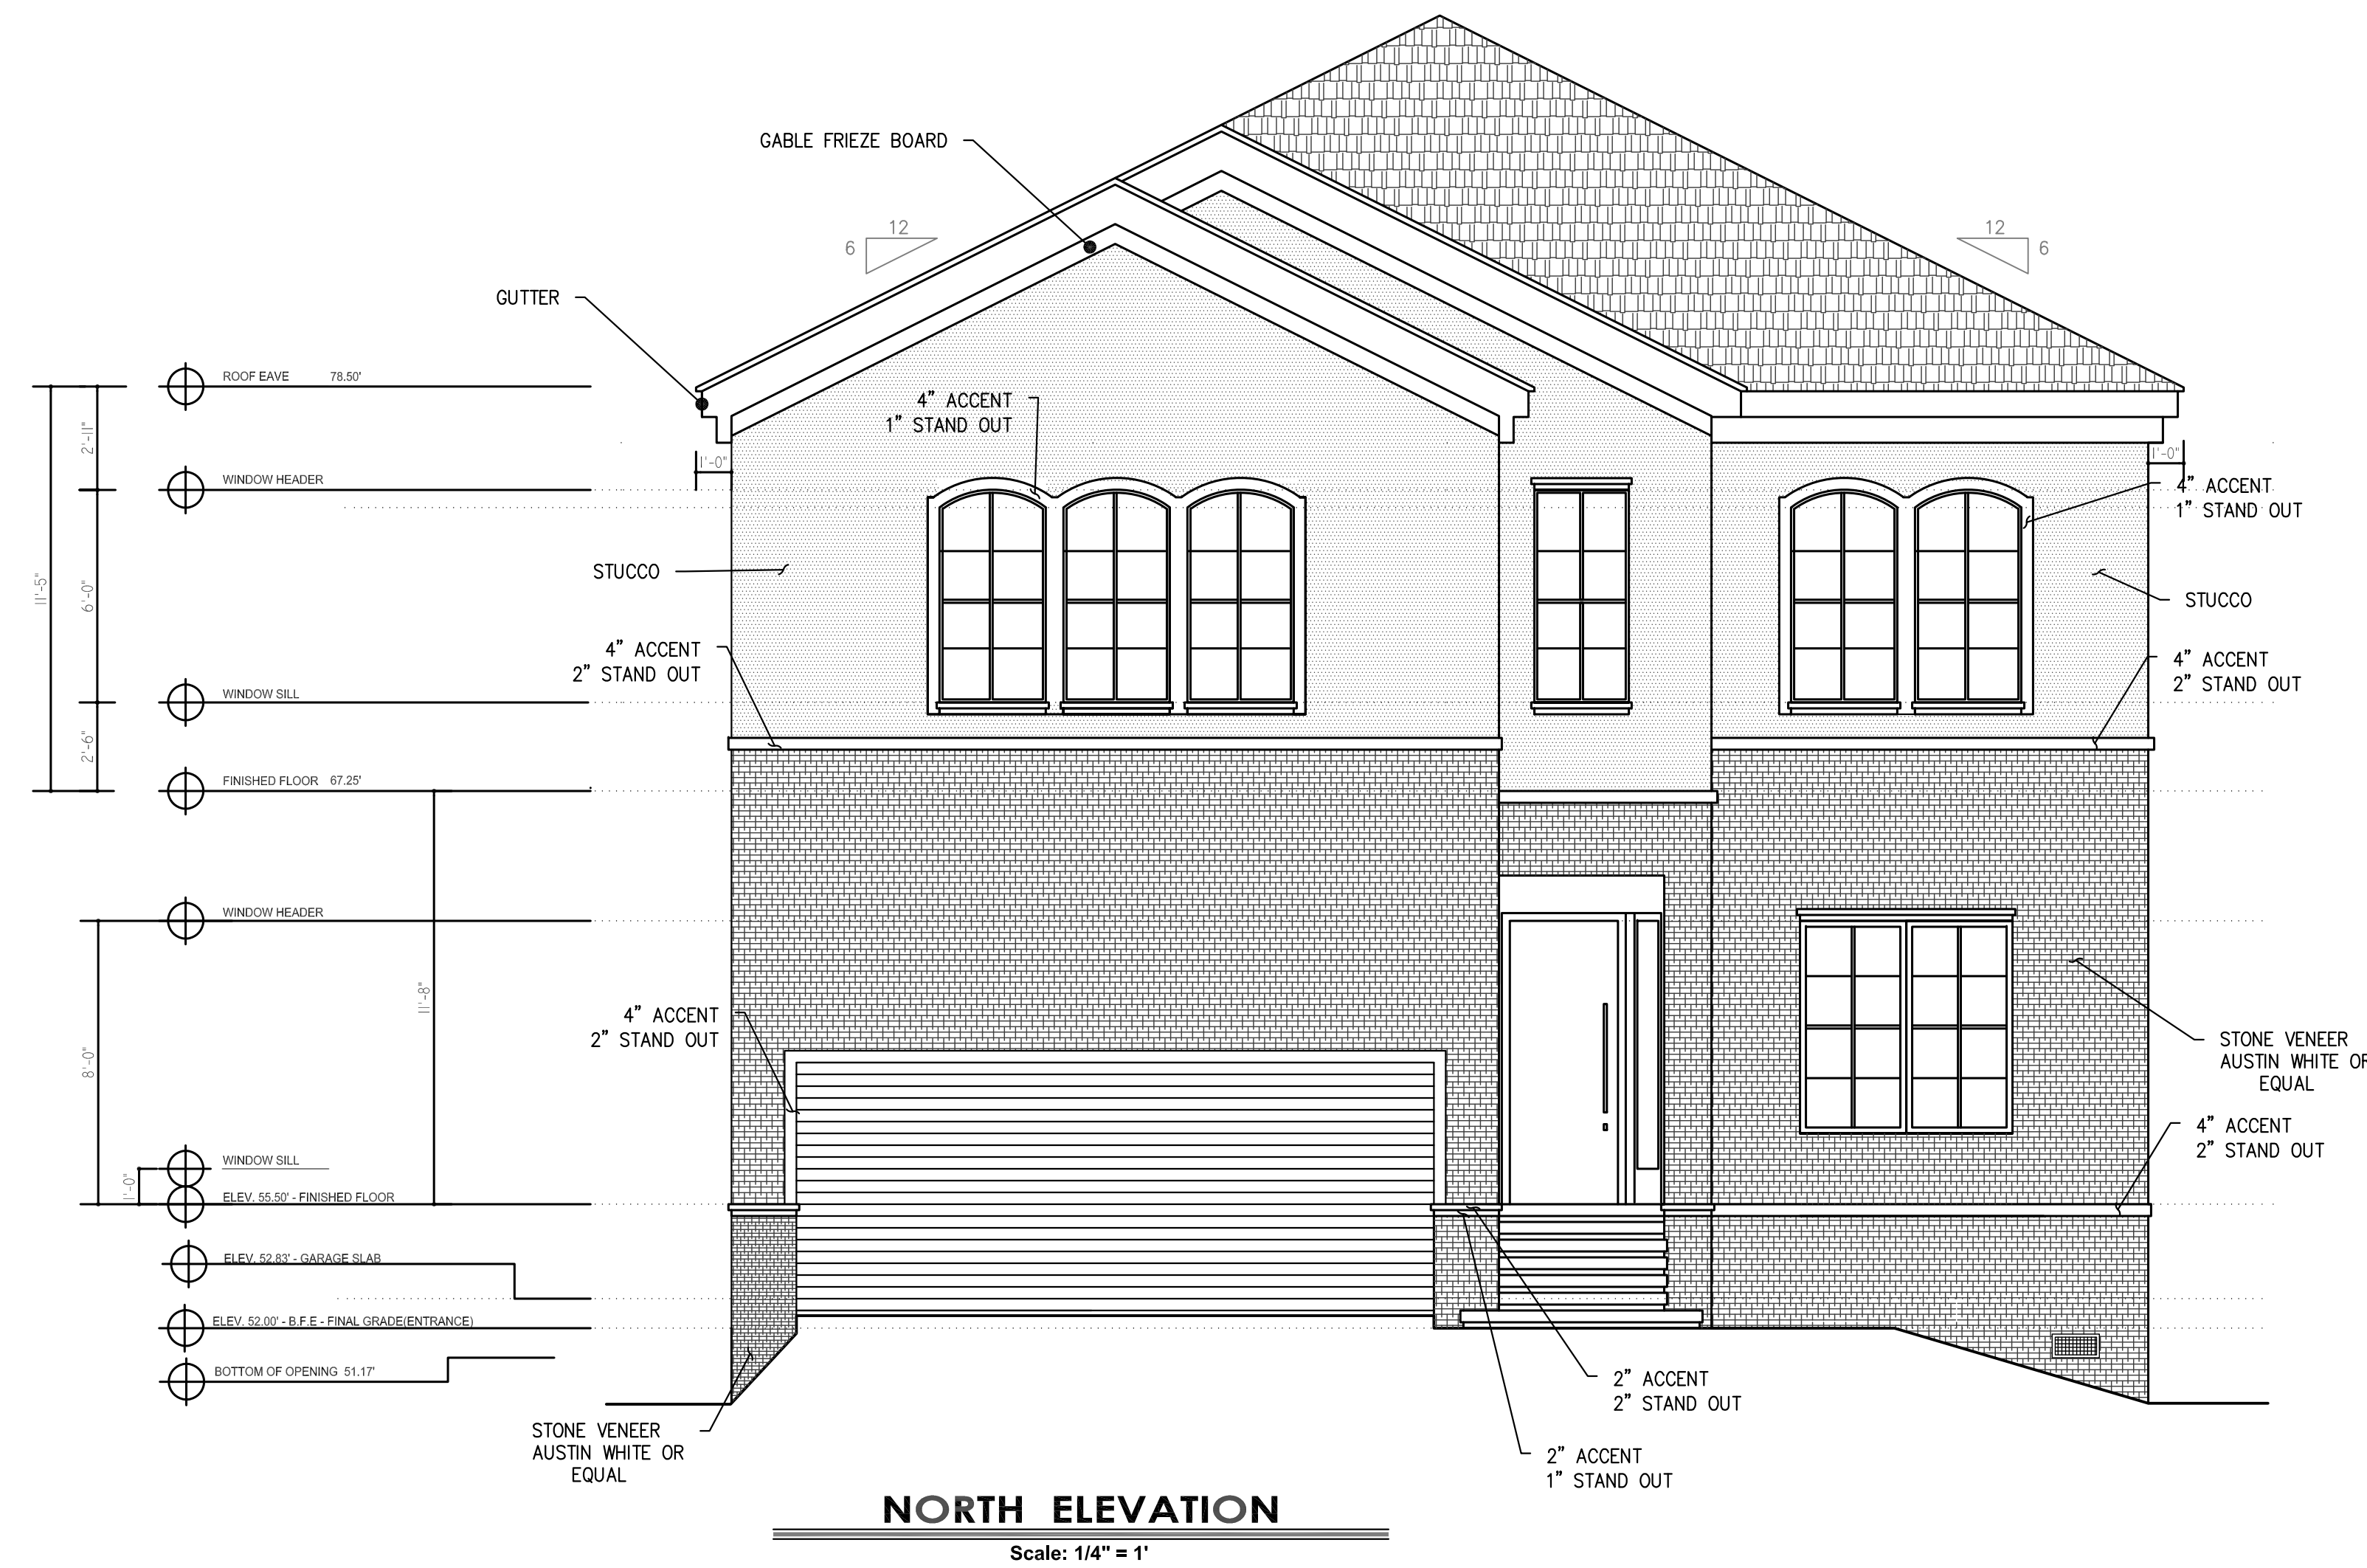 GABLE FRIEZE BOARD
12
6
12
6
GUTTER
ROOF EAVE 78.50'
2'-11"
4" ACCENT
1" STAND OUT
1'-0"
1'-0"
WINDOW HEADER
4" ACCENT
1" STAND OUT
11'-5"
6'-0"
STUCCO
STUCCO
4" ACCENT
2" STAND OUT
4" ACCENT
2" STAND OUT
WINDOW SILL
2'-6"
FINISHED FLOOR 67.25'
WINDOW HEADER
11'-8"
8'-0"
4" ACCENT
2" STAND OUT
STONE VENEER
AUSTIN WHITE OR
EQUAL
4" ACCENT
2" STAND OUT
WINDOW SILL
1'-0"
ELEV. 55.50' - FINISHED FLOOR
ELEV. 52.83' - GARAGE SLAB
ELEV. 52.00' - B.F.E - FINAL GRADE(ENTRANCE)
BOTTOM OF OPENING 51.17'
2" ACCENT
2" STAND OUT
STONE VENEER
AUSTIN WHITE OR
EQUAL
2" ACCENT
1" STAND OUT
NORTH ELEVATION
Scale: 1/4" = 1'